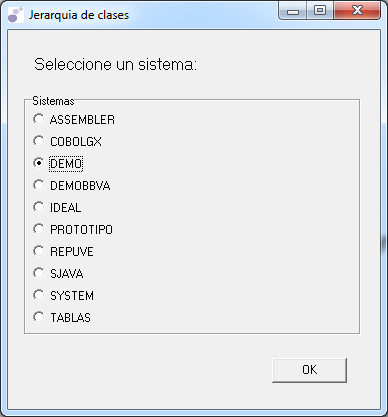 Jerarquia de clases
Seleccione un sistema:
Sistemas
ASSEMBLER
COBOLGX
DEMO
DEMOBBVA
IDEAL
PROTOTIPO
REPUVE
SJAVA
SYSTEM
TABLAS
OK